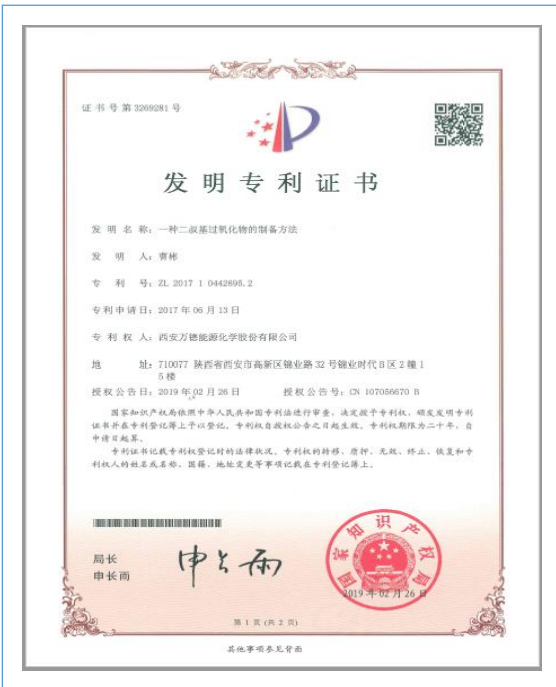 证书号第3269281号
发明专利证书
发明名称：一种二叔基过氧化物的制备方法
发明人：曹彬
专利号：ZL 2017 1 0442695.2
专利申请日：2017年06月13日
专利权人：西安万德能源化学股份有限公司
地址：710077 陕西省西安市高新区锦业路32号锦业时代B区2幢1
5楼
授权公告日：2019年02月26日 授权公告号：CN 107056670 B
国家知识产权局依照中华人民共和国专利法进行审查，决定授予专利权，颁发发明专利
证书并在专利登记簿上予以登记。专利权自授权公告之日起生效。专利权期限为二十年，自
申请日起算。
专利证书记载专利权登记时的法律状况。专利权的转移、质押、无效、终止、恢复和专
利权人的姓名或名称、国籍、地址变更等事项记载在专利登记簿上。
局长
申长雨
申长雨
国家知识产权局
2019年02月26日
第1页(共2页)
其他事项参见背面